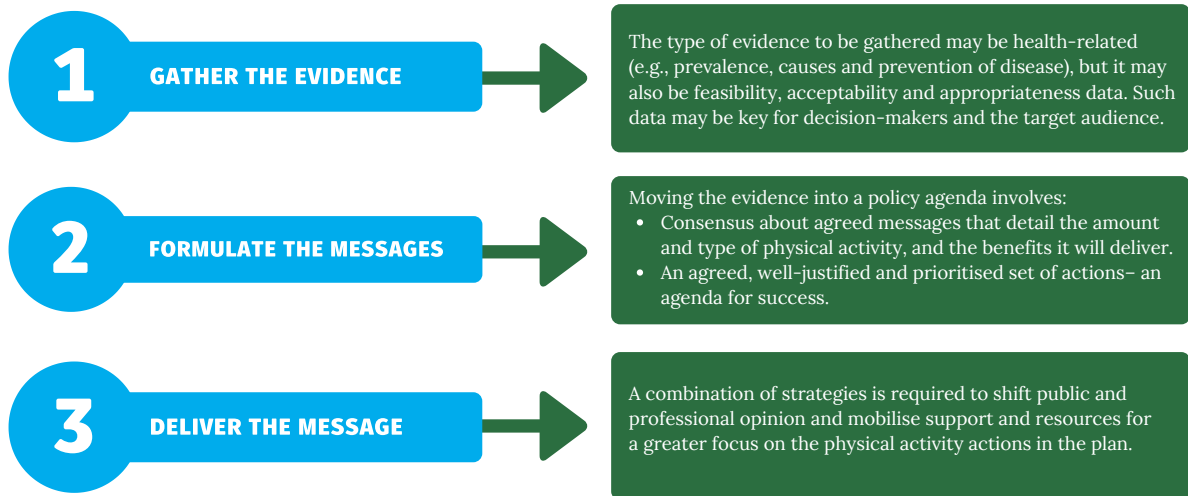 1
GATHER THE EVIDENCE
The type of evidence to be gathered may be health-related
(e.g., prevalence, causes and prevention of disease), but it may
also be feasibility, acceptability and appropriateness data. Such
data may be key for decision-makers and the target audience.
2
FORMULATE THE MESSAGES
Moving the evidence into a policy agenda involves:
• Consensus about agreed messages that detail the amount
and type of physical activity, and the benefits it will deliver.
• An agreed, well-justified and prioritised set of actions– an
agenda for success.
3
DELIVER THE MESSAGE
A combination of strategies is required to shift public and
professional opinion and mobilise support and resources for
a greater focus on the physical activity actions in the plan.